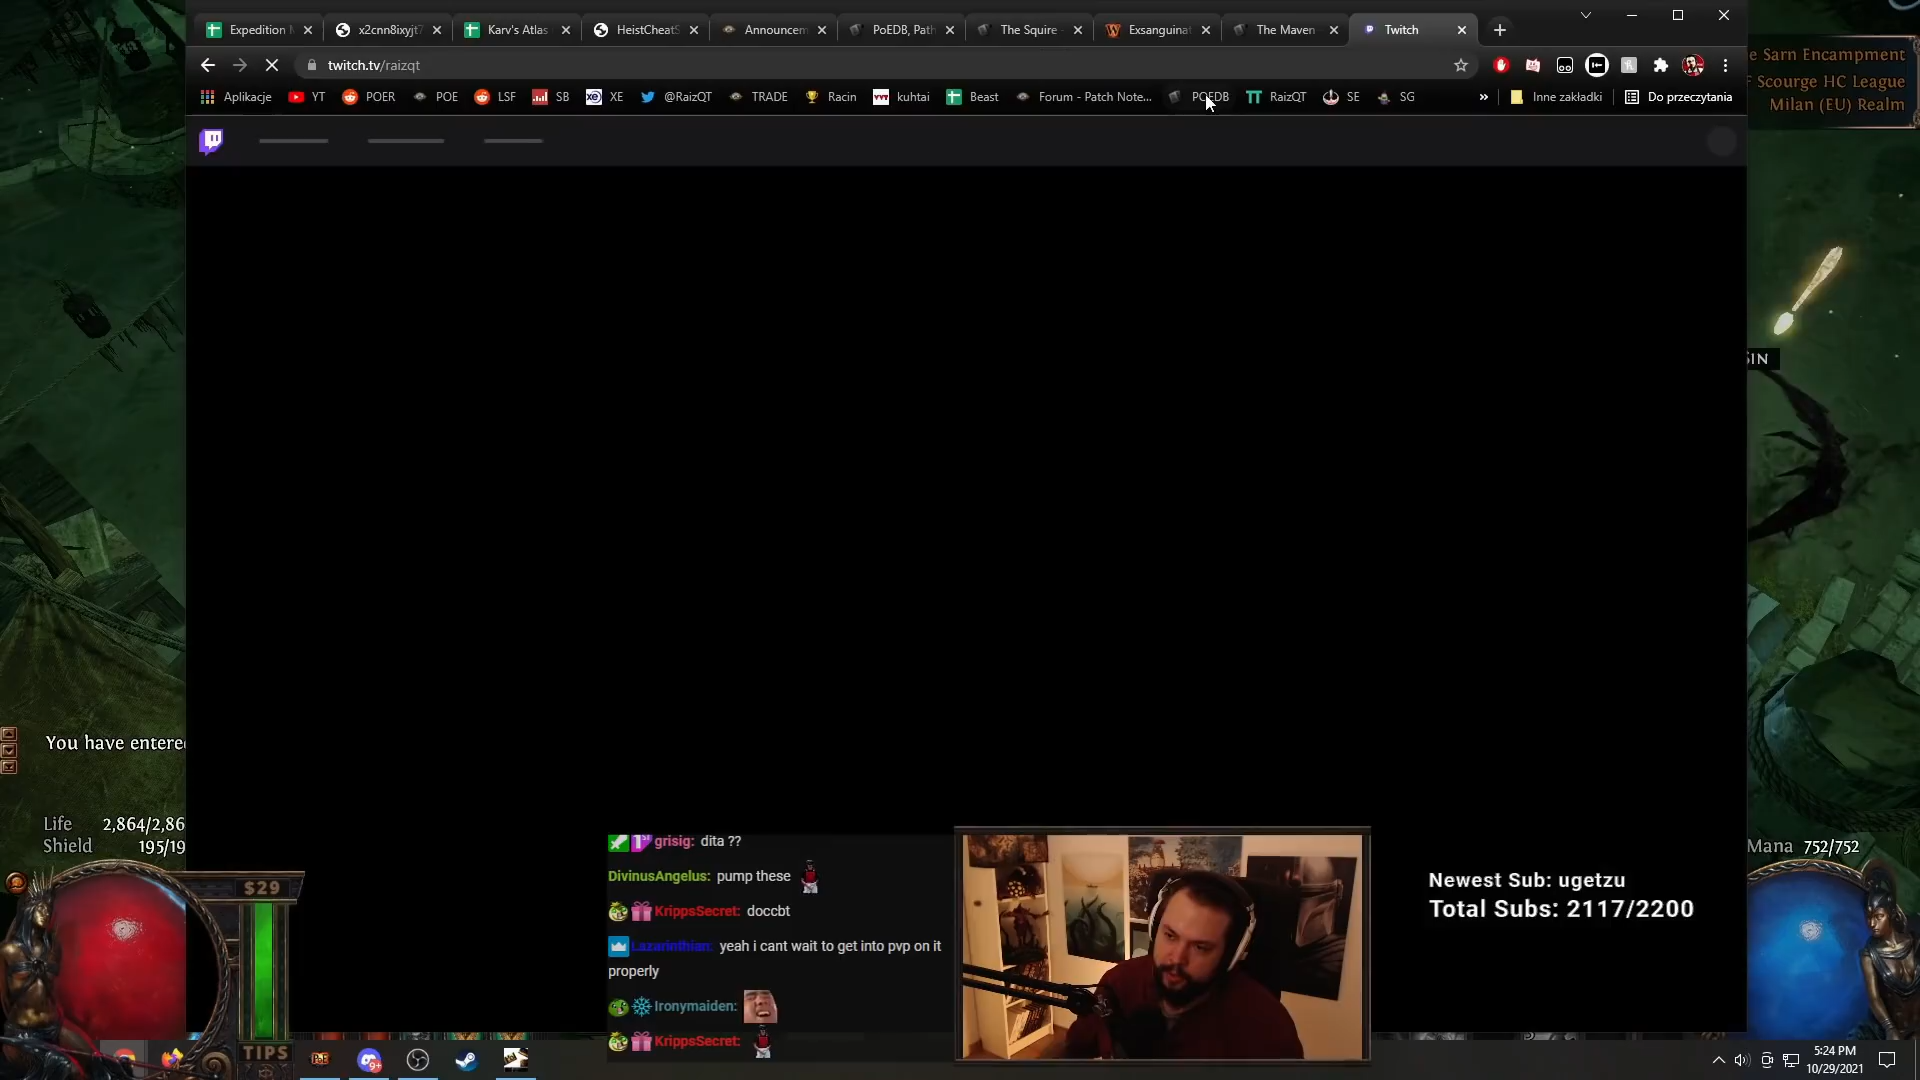 Expedition
x2cnn8ixyjt7
Karv's Atlas
HeistCheatS
Announcem
PoEDB, Path
The Squire
Exsanguinat
The Maven
Twitch
twitch.tv/raizqt
Aplikacje
YT
POER
POE
LSF
SB
XE
@RaizQT
TRADE
Racin
kuhtai
Beast
Forum - Patch Note...
POEDB
RaizQT
SE
SG
»
Inne zakładki
Do przeczytania
e Sarn Encampment
F Scourge HC League
Milan (EU) Realm
SIN
You have entere
Life 2,864/2,86
Shield 195/19
$29
TIPS
grisig: dita ??
DivinusAngelus: pump these
KrippsSecret: doccbt
Lazarinthian: yeah i cant wait to get into pvp on it
properly
Ironymaiden:
KrippsSecret:
Newest Sub: ugetzu
Total Subs: 2117/2200
Mana 752/752
9+
5:24 PM
10/29/2021